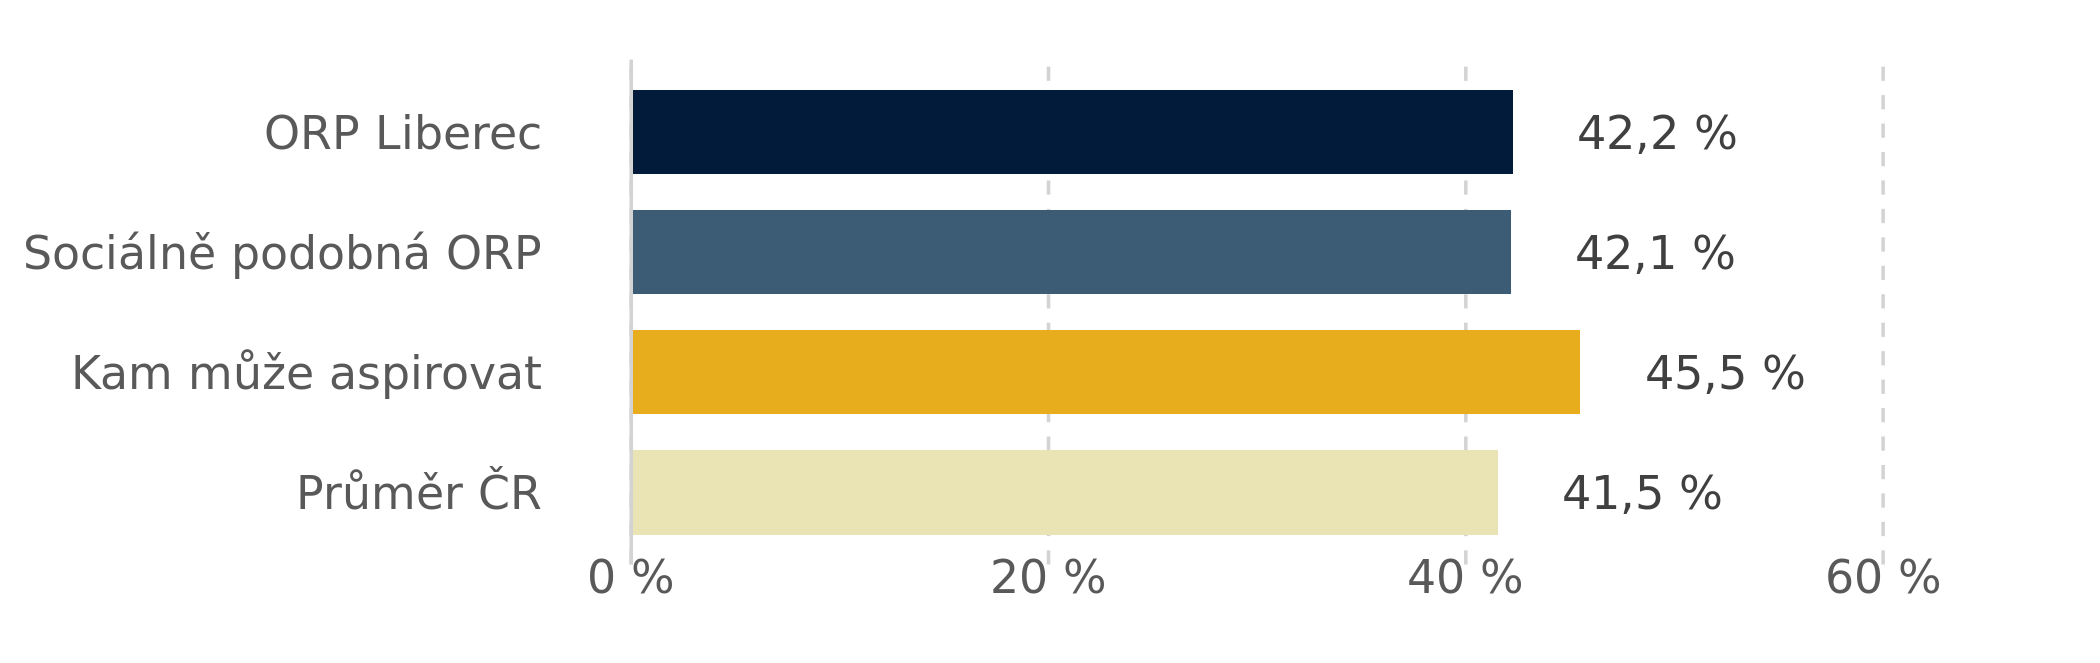 ORP Liberec 42,2 %
Sociálně podobná ORP 42,1 %
Kam může aspirovat 45,5 %
Průměr ČR 41,5 %
0 % 20 % 40 % 60 %